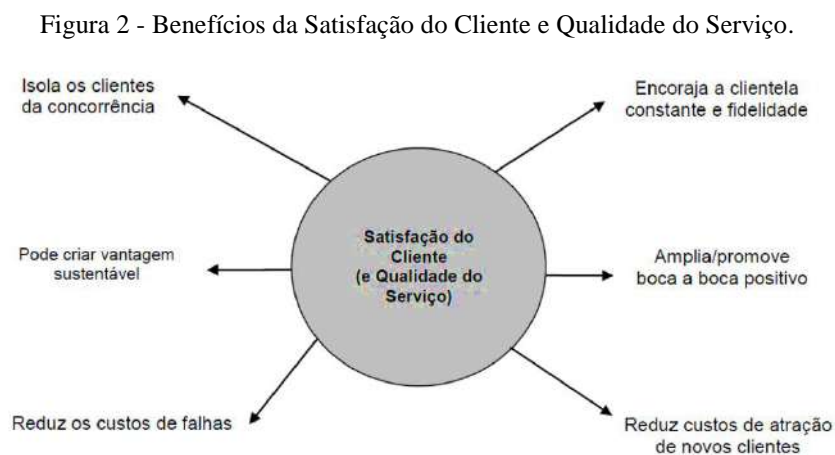 Figura 2 - Benefícios da Satisfação do Cliente e Qualidade do Serviço.
Isola os clientes
da concorrência
Encoraja a clientela
constante e fidelidade
Satisfação do
Cliente
(e Qualidade do
Serviço)
Pode criar vantagem
sustentável
Amplia/promove
boca a boca positivo
Reduz os custos de falhas
Reduz custos de atração
de novos clientes